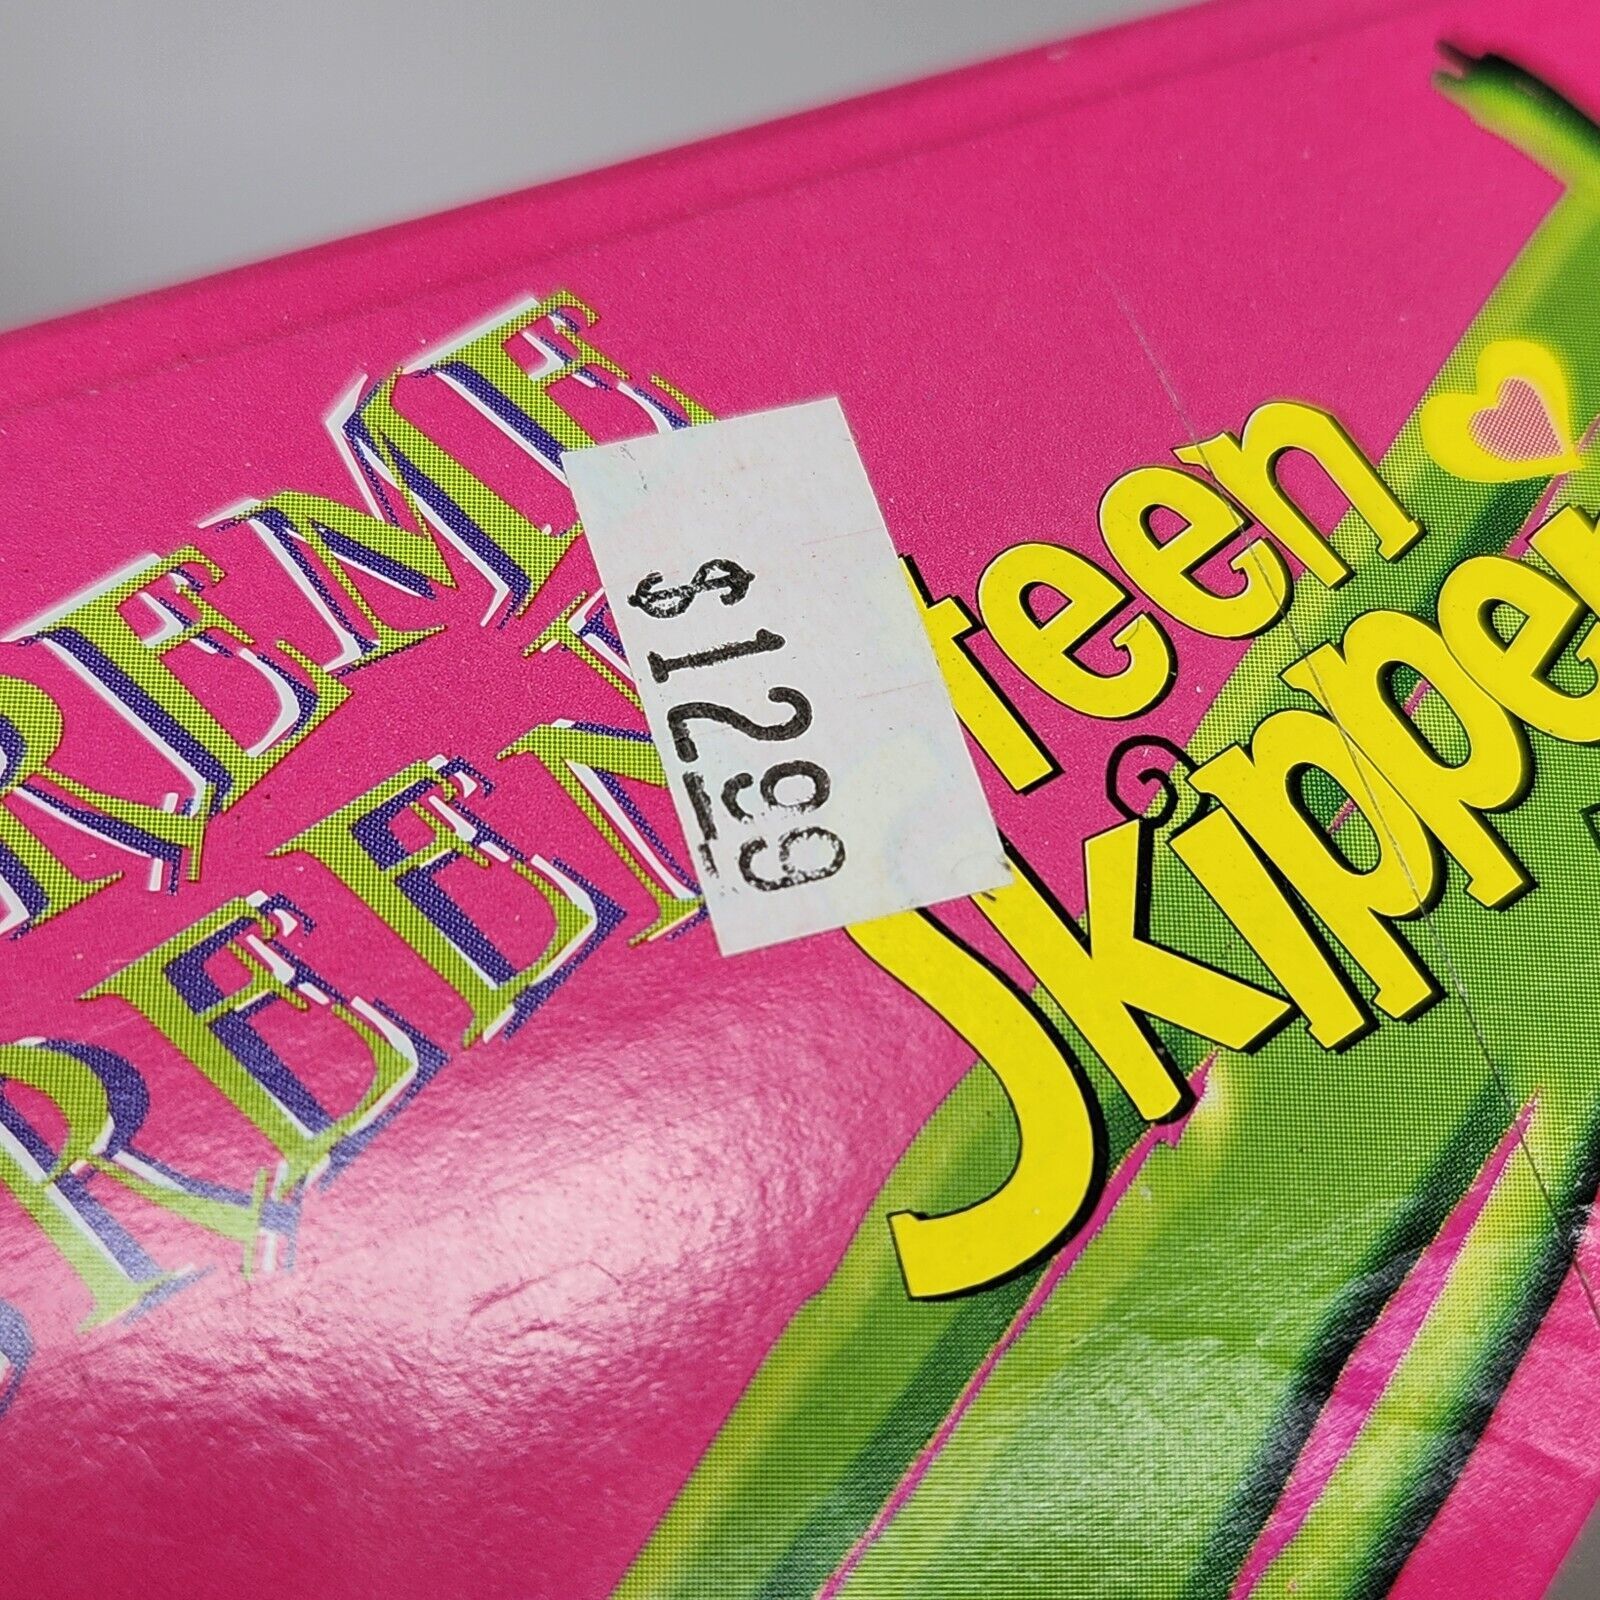 REME
REEN
$1299
teen
Skipper